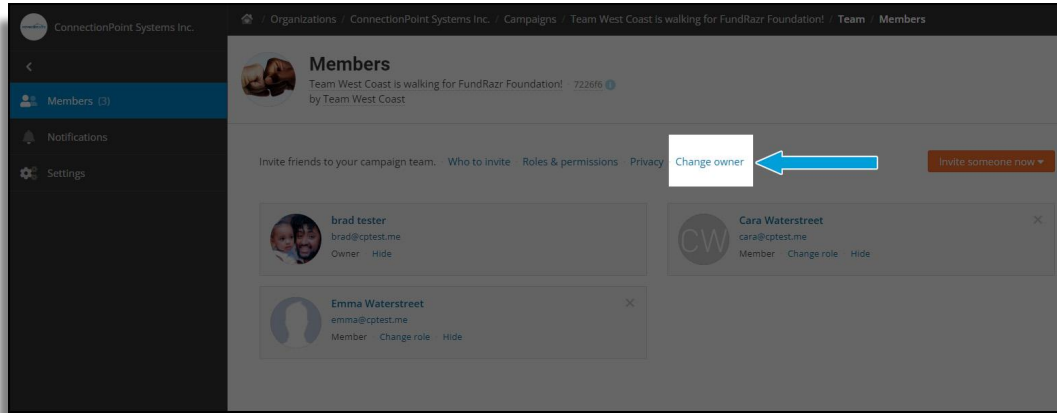 ConnectionPoint Systems Inc.
/ Organizations / ConnectionPoint Systems Inc. / Campaigns / Team West Coast is walking for FundRazr Foundation! / Team / Members
Members
Team West Coast is walking for FundRazr Foundation! · 7226f6
by Team West Coast
Members (3)
Notifications
Settings
Invite friends to your campaign team. Who to invite · Roles & permissions · Privacy · Change owner
Invite someone now
brad tester
brad@cptest.me
Owner · Hide
CW
Cara Waterstreet
cara@cptest.me
Member · Change role · Hide
Emma Waterstreet
emma@cptest.me
Member · Change role · Hide